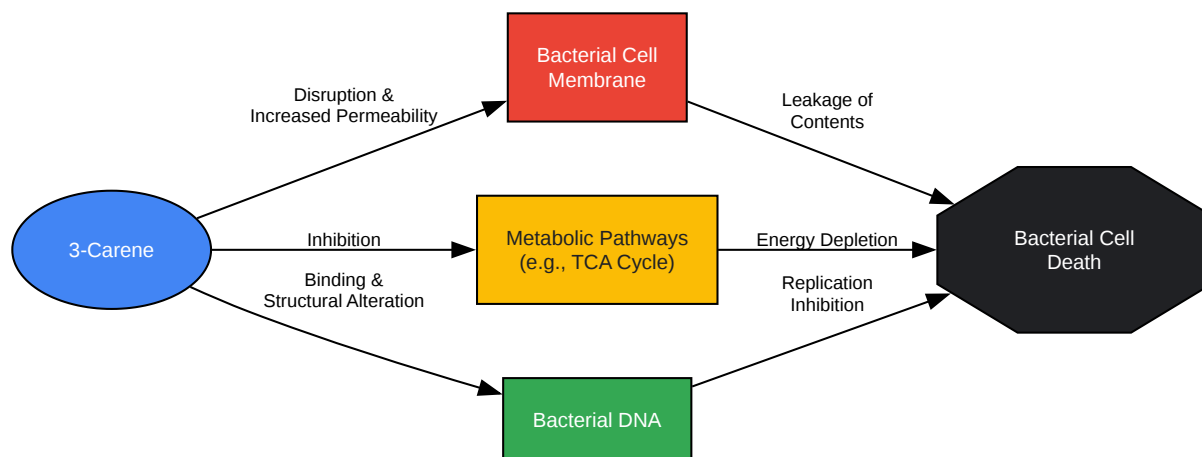 Bacterial Cell
Membrane
Disruption &
Increased Permeability
Leakage of
Contents
3-Carene
Inhibition
Metabolic Pathways
(e.g., TCA Cycle)
Energy Depletion
Bacterial Cell
Death
Binding &
Structural Alteration
Replication
Inhibition
Bacterial DNA